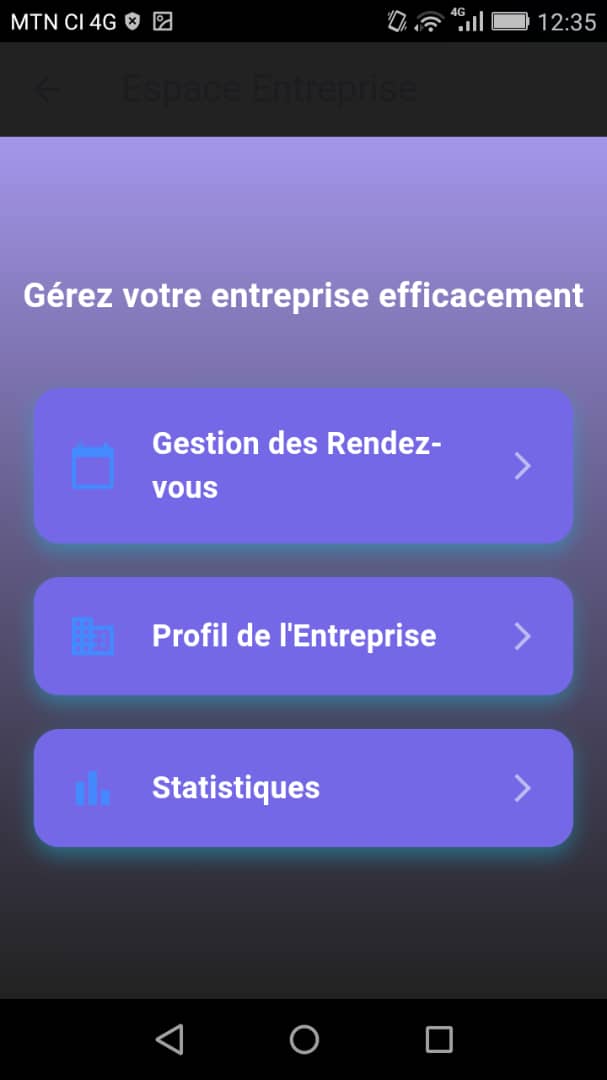 MTN CI 4G
4G
12:35
Espace Entreprise
Gérez votre entreprise efficacement
Gestion des Rendez-
vous
Profil de l'Entreprise
Statistiques